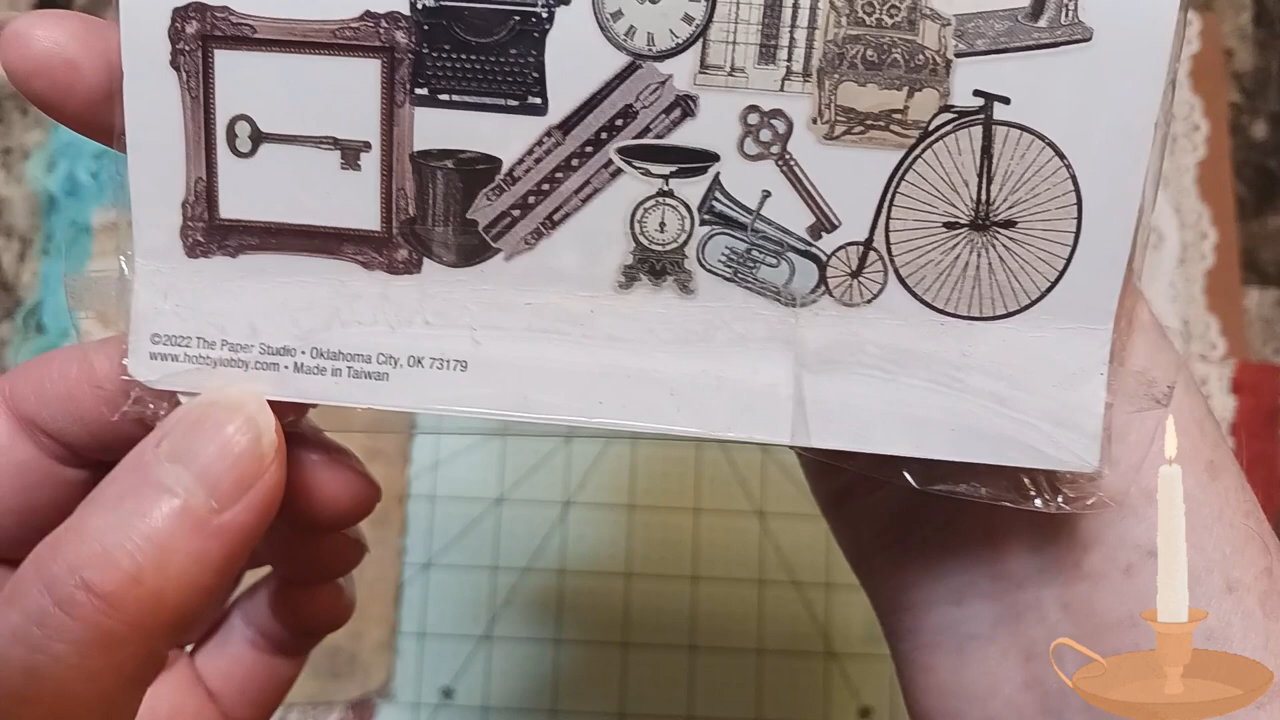 ©2022 The Paper Studio • Oklahoma City, OK 73179
www.hobbylobby.com • Made in Taiwan